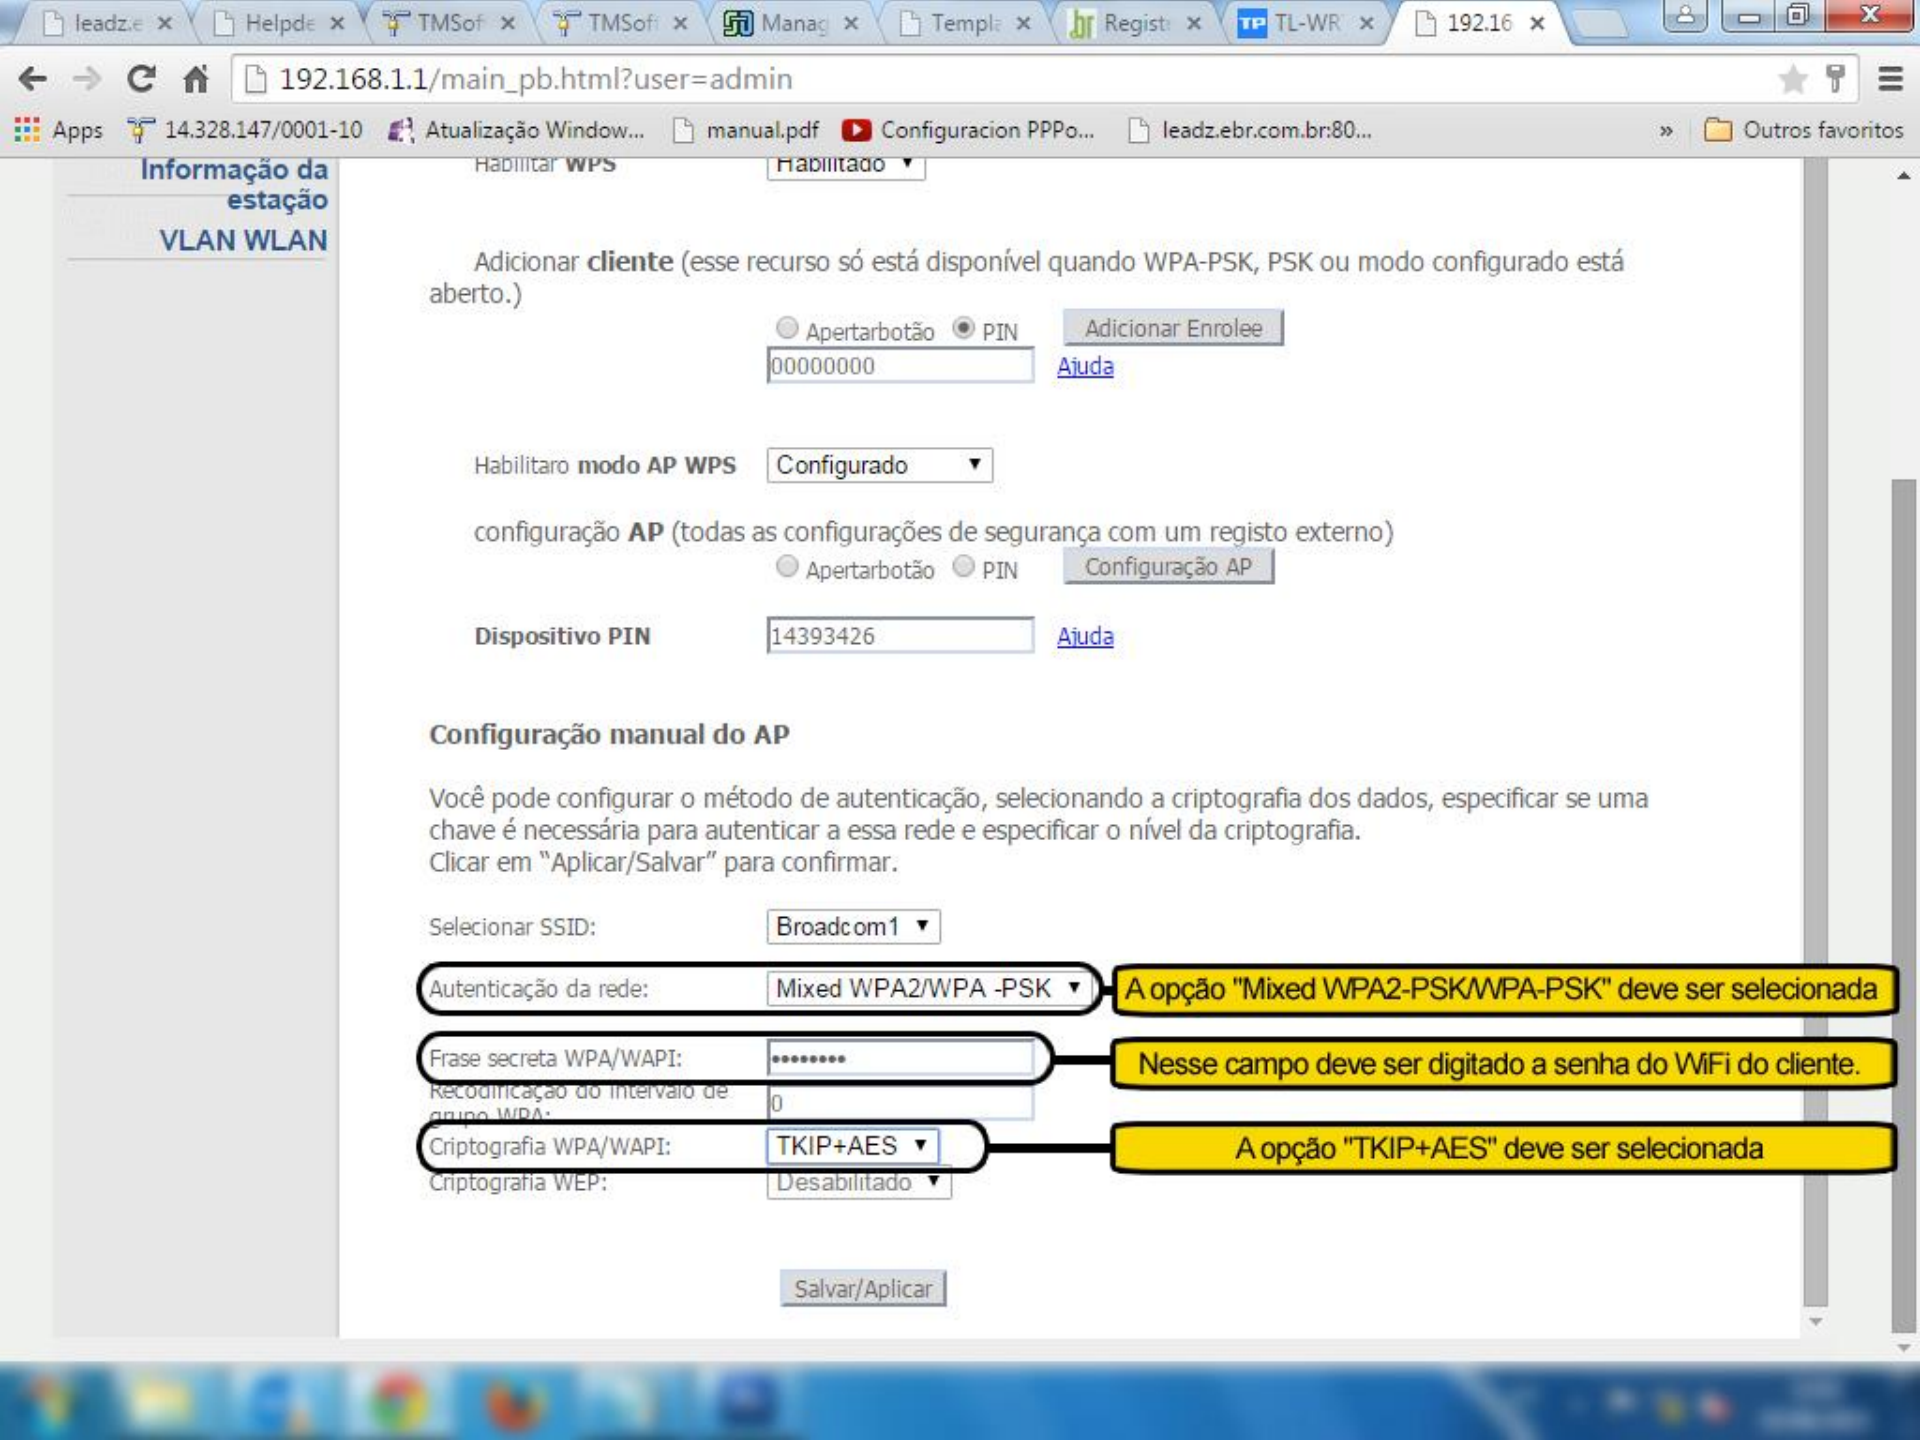 leadz.e
Helpde
TMSof
TMSof
Manag
Templa
Regist
TP TL-WR
192.16
192.168.1.1/main_pb.html?user=admin
Apps
14.328.147/0001-10
Atualização Window...
manual.pdf
Configuracion PPPo...
leadz.ebr.com.br:80...
»
Outros favoritos
Informação da
estação
VLAN WLAN
Habilitar WPS Habilitado
Adicionar cliente (esse recurso só está disponível quando WPA-PSK, PSK ou modo configurado está
aberto.)
Apertarbotão PIN Adicionar Enrolee
00000000 Ajuda
Habilitaro modo AP WPS Configurado
configuração AP (todas as configurações de segurança com um registo externo)
Apertarbotão PIN Configuração AP
Dispositivo PIN 14393426 Ajuda
Configuração manual do AP
Você pode configurar o método de autenticação, selecionando a criptografia dos dados, especificar se uma
chave é necessária para autenticar a essa rede e especificar o nível da criptografia.
Clicar em “Aplicar/Salvar” para confirmar.
Selecionar SSID: Broadcom1
Autenticação da rede: Mixed WPA2/WPA -PSK A opção "Mixed WPA2-PSK/WPA-PSK" deve ser selecionada
Frase secreta WPA/WAPI: •••••••• Nesse campo deve ser digitado a senha do WiFi do cliente.
Recodificação do intervalo de
grupo WPA: 0
Criptografia WPA/WAPI: TKIP+AES A opção "TKIP+AES" deve ser selecionada
Criptografia WEP: Desabilitado
Salvar/Aplicar